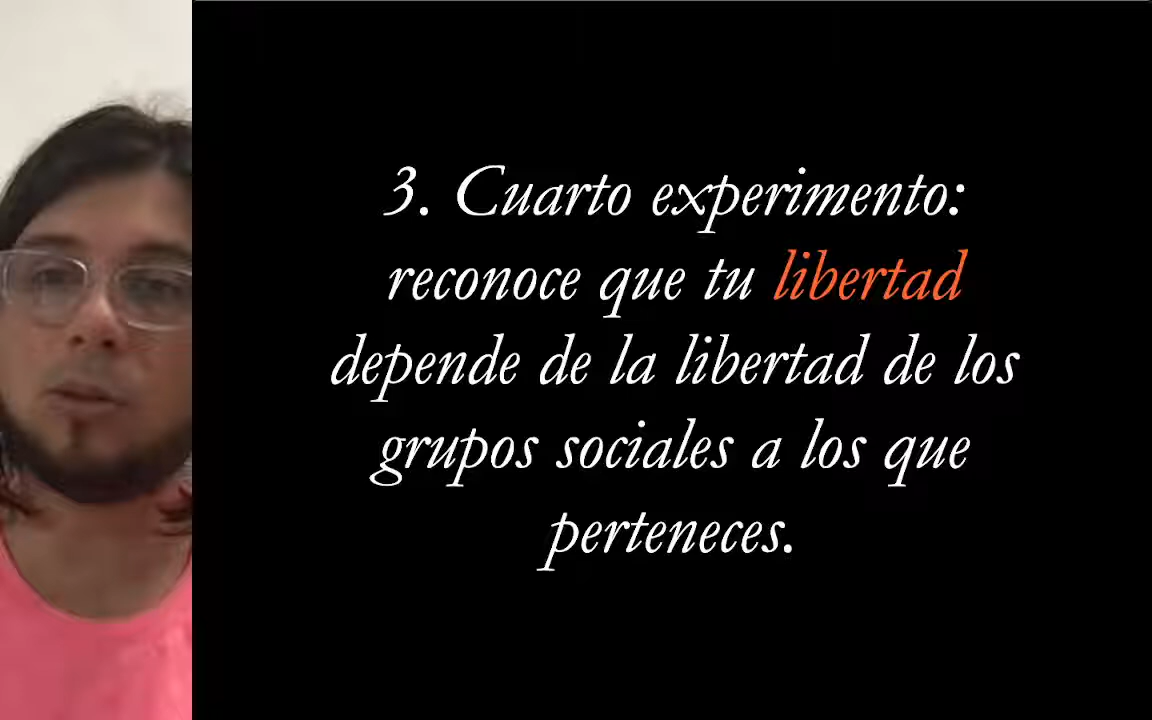 3. Cuarto experimento:
reconoce que tu libertad
depende de la libertad de los
grupos sociales a los que
perteneces.